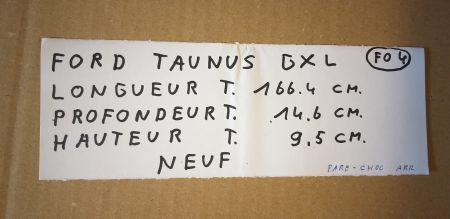 FORD TAUNUS GXL FO4
LONGUEUR T. 166.4 CM.
PROFONDEUR T. 14.6 CM.
HAUTEUR T. 9.5 CM.
NEUF
PARE-CHOC ARR